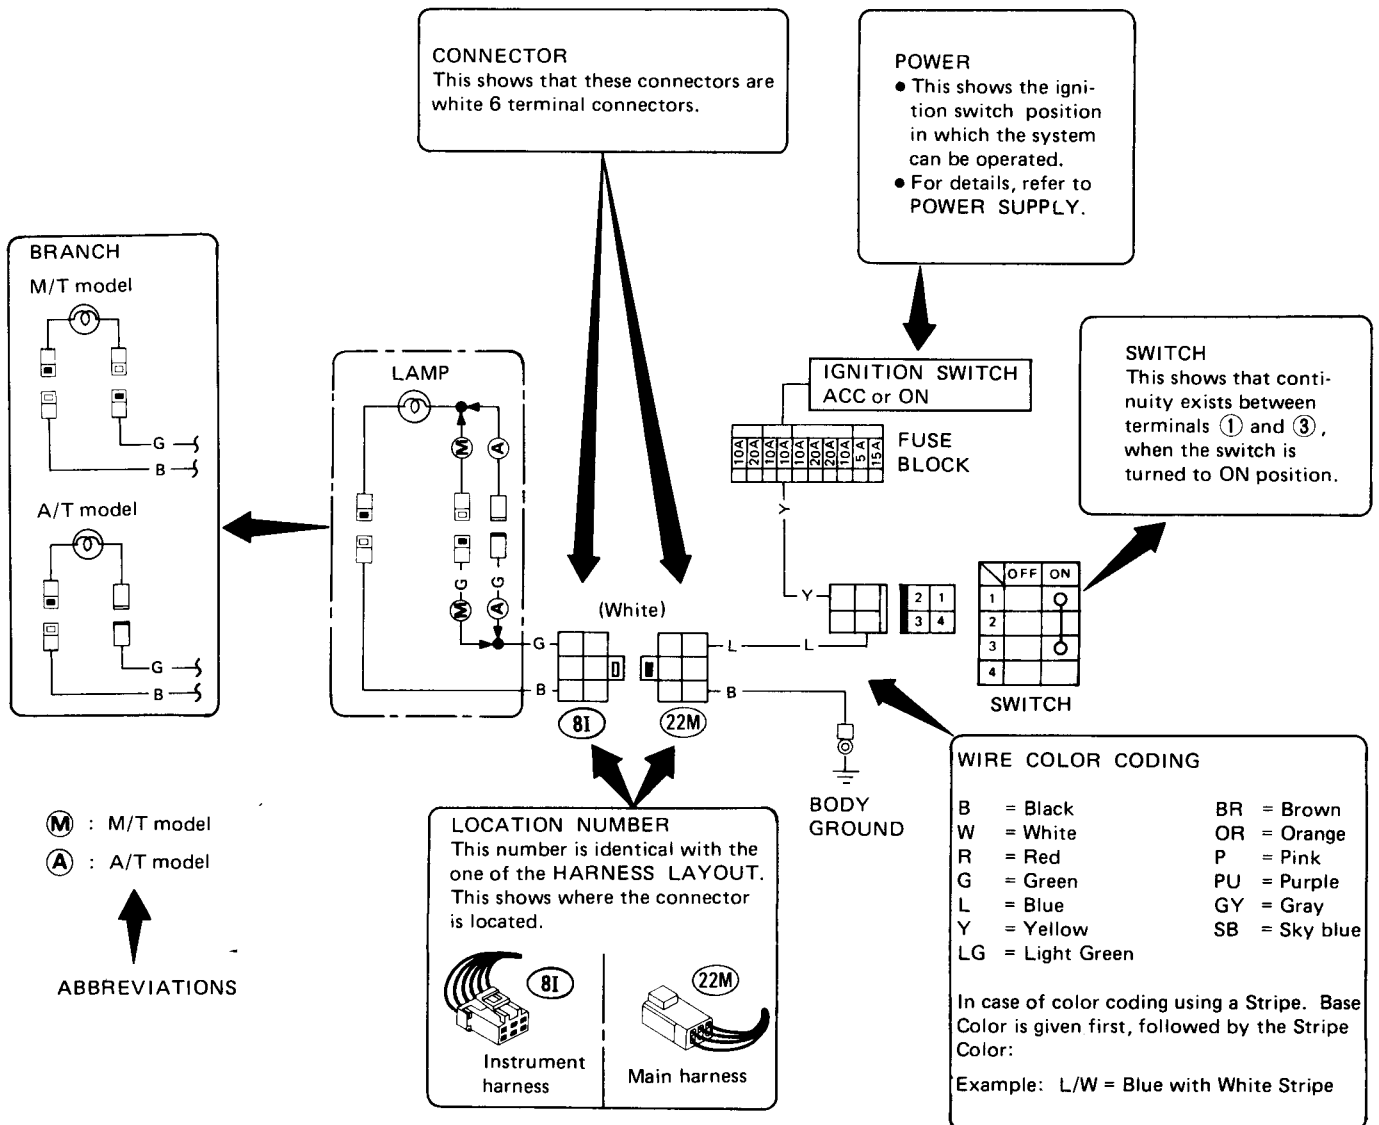 CONNECTOR
This shows that these connectors are
white 6 terminal connectors.
POWER
● This shows the igni-
tion switch position
in which the system
can be operated.
● For details, refer to
POWER SUPPLY.
BRANCH
M/T model
G
B
A/T model
G
B
LAMP
M
A
G
G
M
A
G
B
(White)
8I
22M
L
L
B
IGNITION SWITCH
ACC or ON
10A
20A
10A
10A
10A
20A
20A
10A
5A
15A
FUSE
BLOCK
Y
Y
2 1
3 4
SWITCH
This shows that conti-
nuity exists between
terminals ① and ③,
when the switch is
turned to ON position.
OFF ON
1
2
3
4
SWITCH
BODY
GROUND
Ⓜ : M/T model
Ⓐ : A/T model
ABBREVIATIONS
LOCATION NUMBER
This number is identical with the
one of the HARNESS LAYOUT.
This shows where the connector
is located.
8I
Instrument
harness
22M
Main harness
WIRE COLOR CODING
B = Black
W = White
R = Red
G = Green
L = Blue
Y = Yellow
LG = Light Green
BR = Brown
OR = Orange
P = Pink
PU = Purple
GY = Gray
SB = Sky blue
In case of color coding using a Stripe. Base
Color is given first, followed by the Stripe
Color:
Example: L/W = Blue with White Stripe